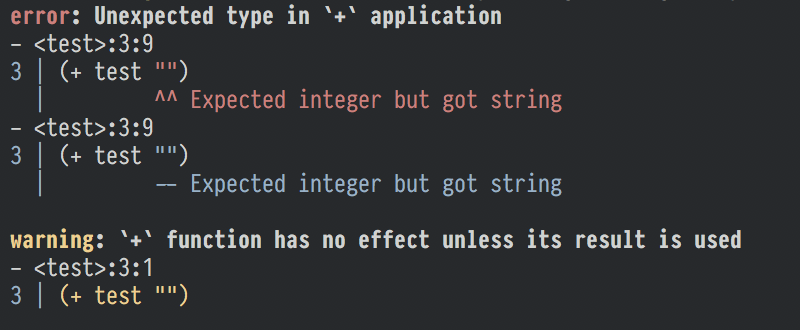 error: Unexpected type in `+` application
– <test>:3:9
3 | (+ test "")
  |         ^^ Expected integer but got string
– <test>:3:9
3 | (+ test "")
  |         –– Expected integer but got string
warning: `+` function has no effect unless its result is used
– <test>:3:1
3 | (+ test "")